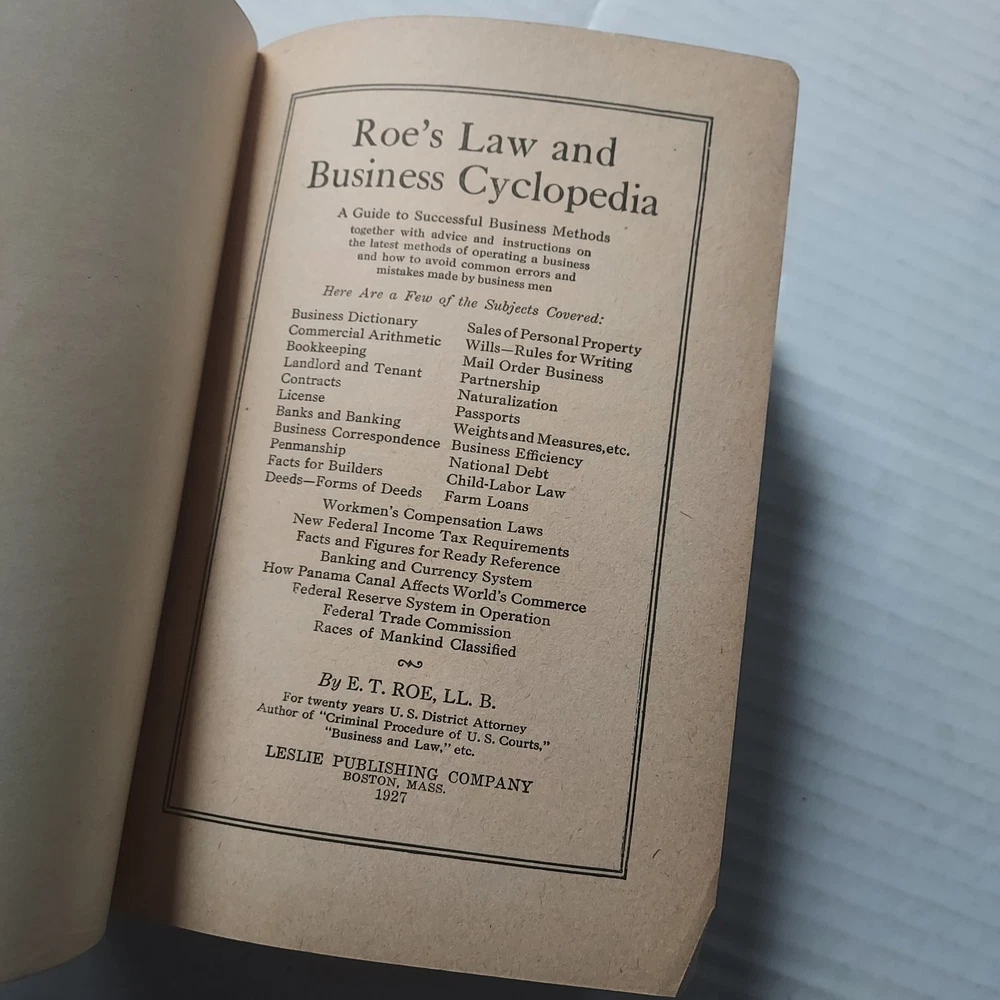 Roe's Law and
Business Cyclopedia
A Guide to Successful Business Methods
together with advice and instructions on
the latest methods of operating a business
and how to avoid common errors and
mistakes made by business men
Here Are a Few of the Subjects Covered:
Business Dictionary
Commercial Arithmetic
Bookkeeping
Landlord and Tenant
Contracts
License
Banks and Banking
Business Correspondence
Penmanship
Facts for Builders
Deeds—Forms of Deeds
Sales of Personal Property
Wills—Rules for Writing
Mail Order Business
Partnership
Naturalization
Passports
Weights and Measures, etc.
Business Efficiency
National Debt
Child-Labor Law
Farm Loans
Workmen's Compensation Laws
New Federal Income Tax Requirements
Facts and Figures for Ready Reference
Banking and Currency System
How Panama Canal Affects World's Commerce
Federal Reserve System in Operation
Federal Trade Commission
Races of Mankind Classified
By E. T. ROE, LL. B.
For twenty years U. S. District Attorney
Author of "Criminal Procedure of U. S. Courts,"
"Business and Law," etc.
LESLIE PUBLISHING COMPANY
BOSTON, MASS.
1927